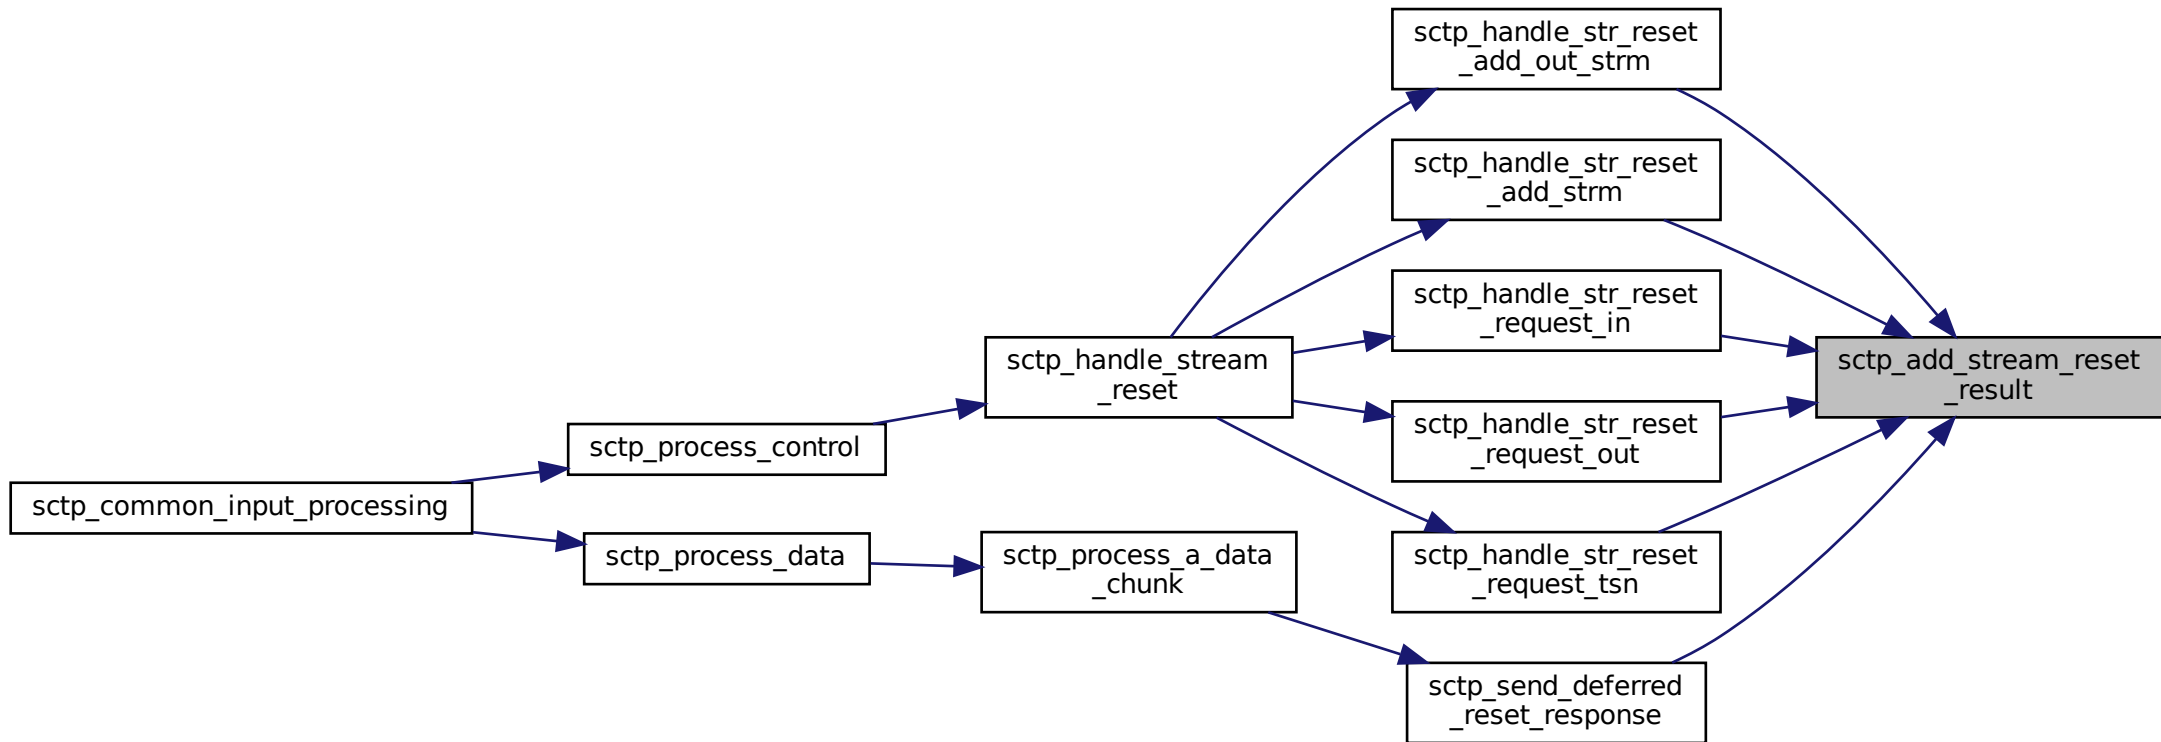 sctp_handle_str_reset
_add_out_strm
sctp_handle_str_reset
_add_strm
sctp_handle_str_reset
_request_in
sctp_handle_stream
_reset
sctp_add_stream_reset
_result
sctp_handle_str_reset
_request_out
sctp_process_control
sctp_common_input_processing
sctp_process_data
sctp_process_a_data
_chunk
sctp_handle_str_reset
_request_tsn
sctp_send_deferred
_reset_response